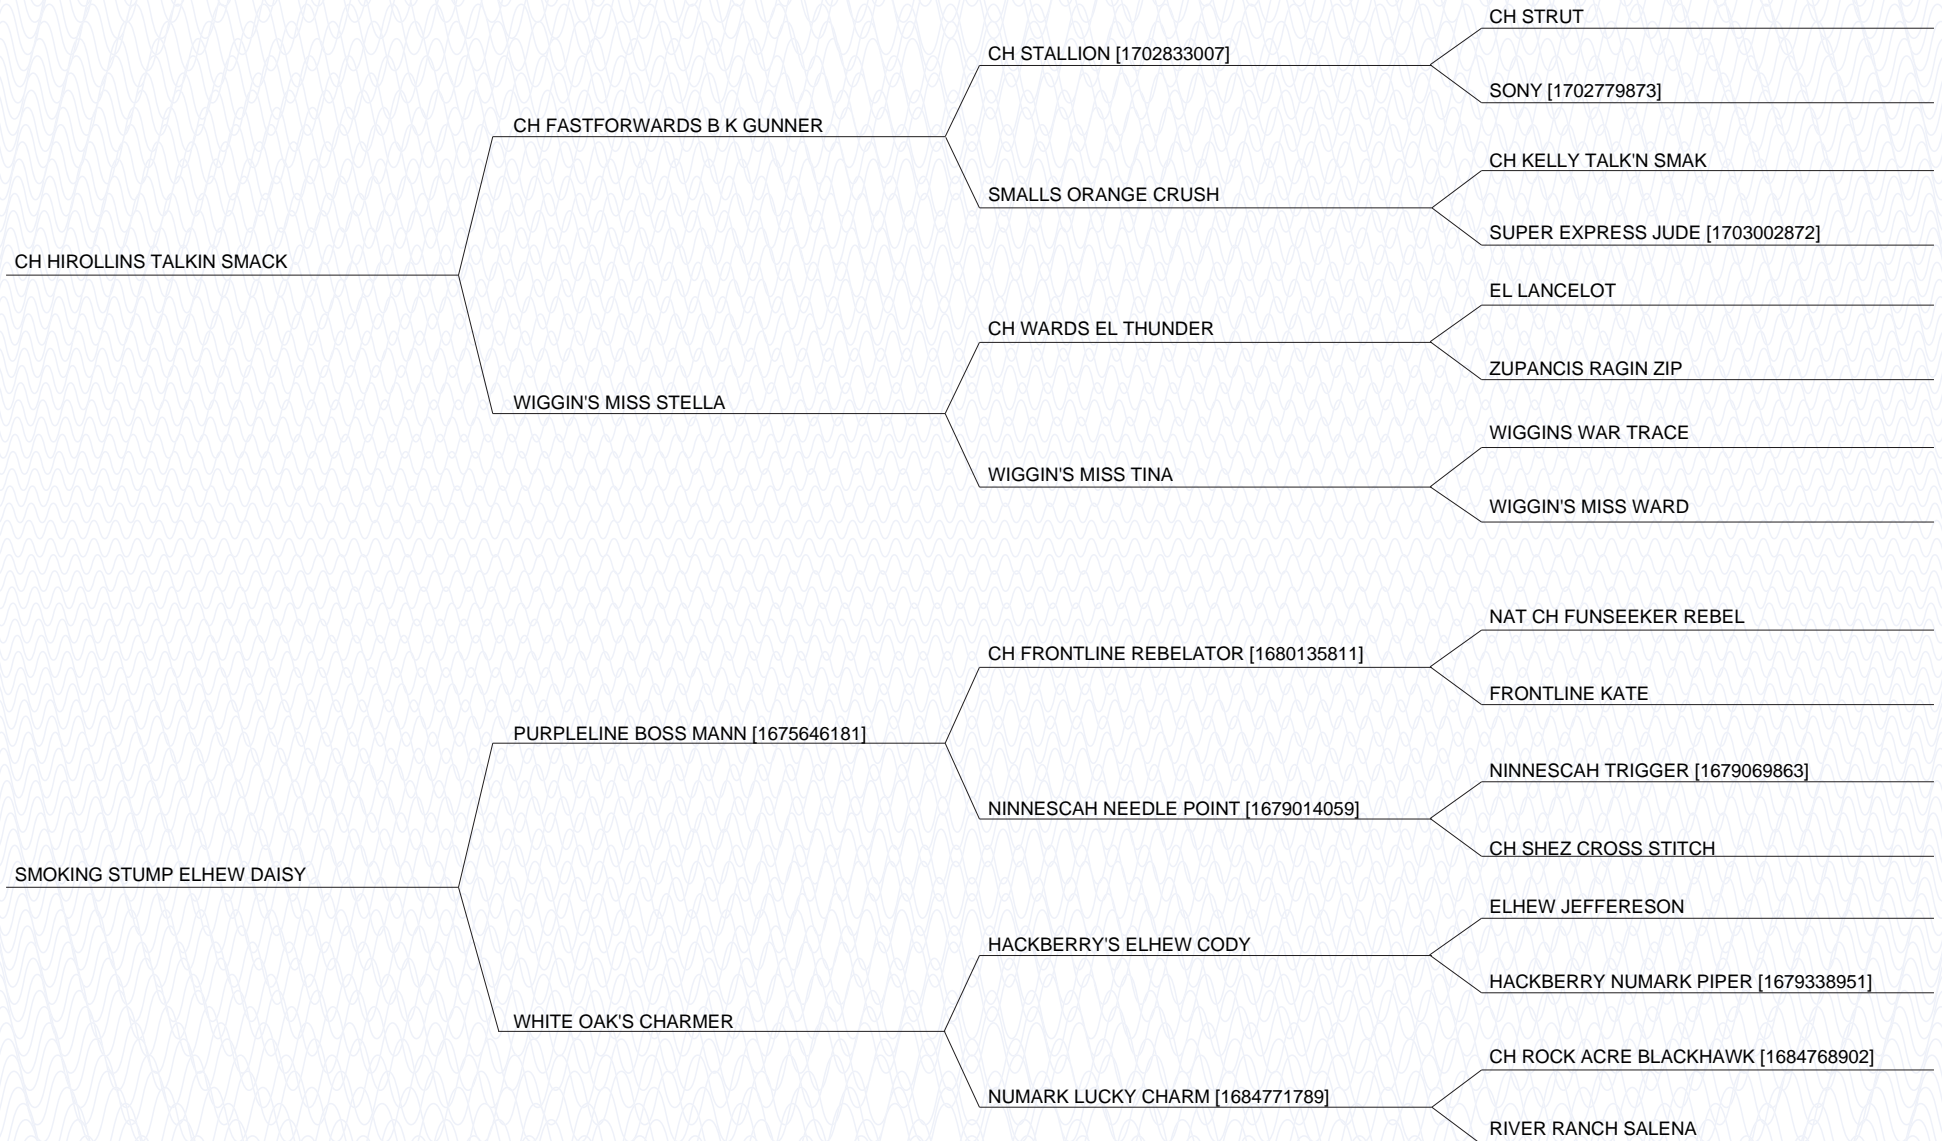 CH STRUT
CH STALLION [1702833007]
SONY [1702779873]
CH FASTFORWARDS B K GUNNER
CH KELLY TALK'N SMAK
SMALLS ORANGE CRUSH
SUPER EXPRESS JUDE [1703002872]
CH HIROLLINS TALKIN SMACK
EL LANCELOT
CH WARDS EL THUNDER
ZUPANCIS RAGIN ZIP
WIGGIN'S MISS STELLA
WIGGINS WAR TRACE
WIGGIN'S MISS TINA
WIGGIN'S MISS WARD
NAT CH FUNSEEKER REBEL
CH FRONTLINE REBELATOR [1680135811]
FRONTLINE KATE
PURPLELINE BOSS MANN [1675646181]
NINNESCAH TRIGGER [1679069863]
NINNESCAH NEEDLE POINT [1679014059]
CH SHEZ CROSS STITCH
SMOKING STUMP ELHEW DAISY
ELHEW JEFFERESON
HACKBERRY'S ELHEW CODY
HACKBERRY NUMARK PIPER [1679338951]
WHITE OAK'S CHARMER
CH ROCK ACRE BLACKHAWK [1684768902]
NUMARK LUCKY CHARM [1684771789]
RIVER RANCH SALENA